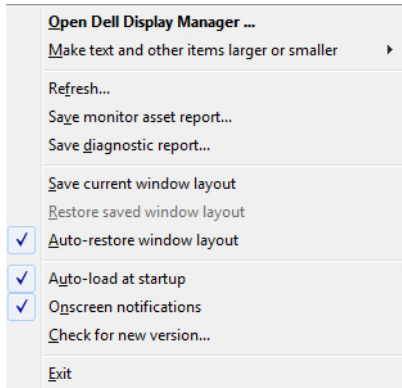 Open Dell Display Manager ...
Make text and other items larger or smaller
Refresh...
Save monitor asset report...
Save diagnostic report...
Save current window layout
Restore saved window layout
Auto-restore window layout
Auto-load at startup
Onscreen notifications
Check for new version...
Exit